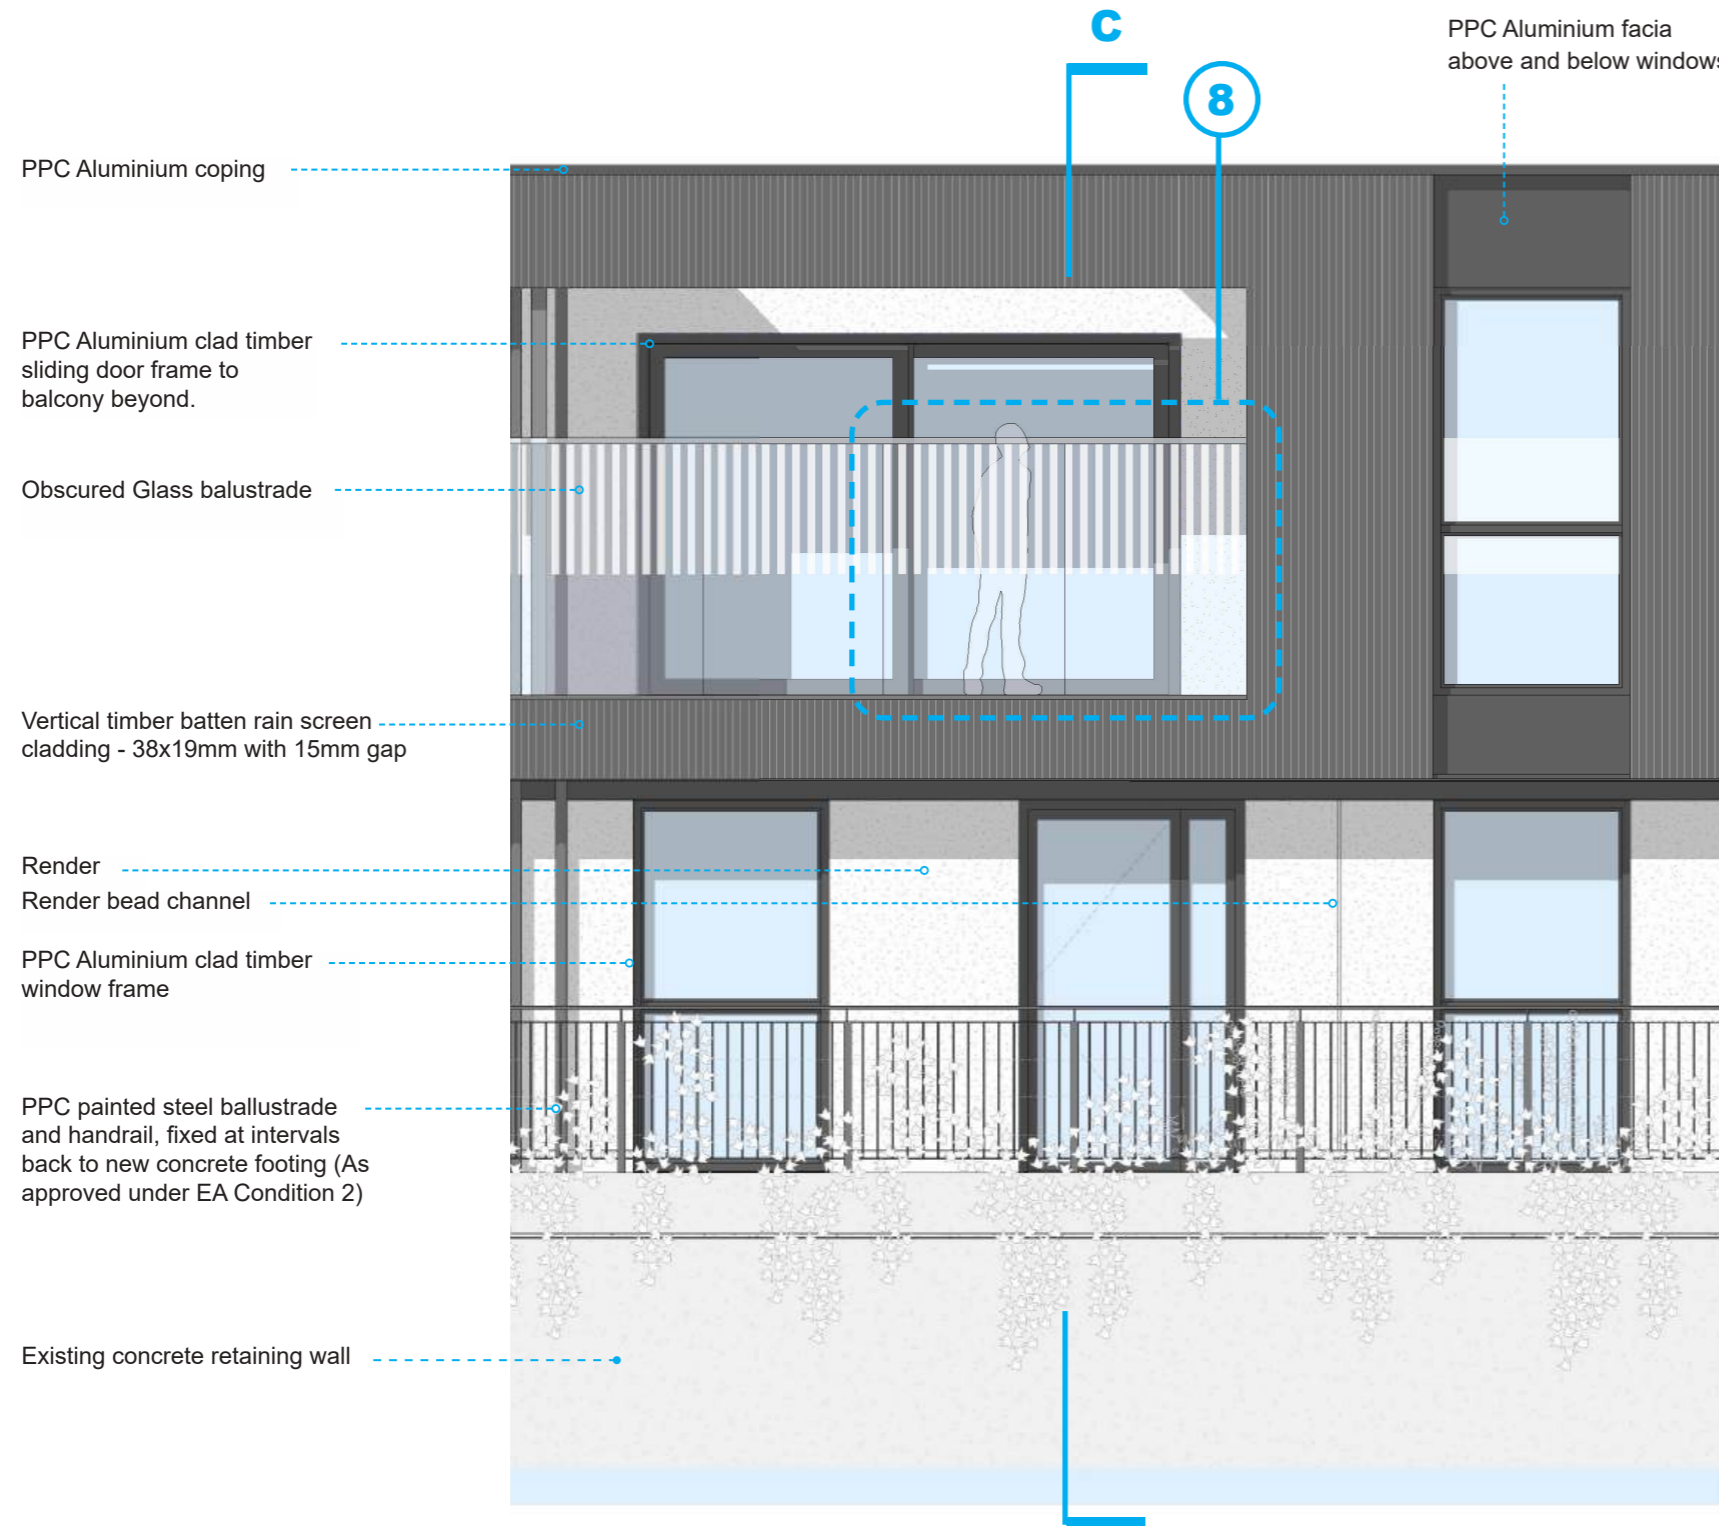 C
PPC Aluminium facia
above and below windows
8
PPC Aluminium coping
PPC Aluminium clad timber
sliding door frame to
balcony beyond.
Obscured Glass balustrade
Vertical timber batten rain screen
cladding - 38x19mm with 15mm gap
Render
Render bead channel
PPC Aluminium clad timber
window frame
PPC painted steel ballustrade
and handrail, fixed at intervals
back to new concrete footing (As
approved under EA Condition 2)
Existing concrete retaining wall